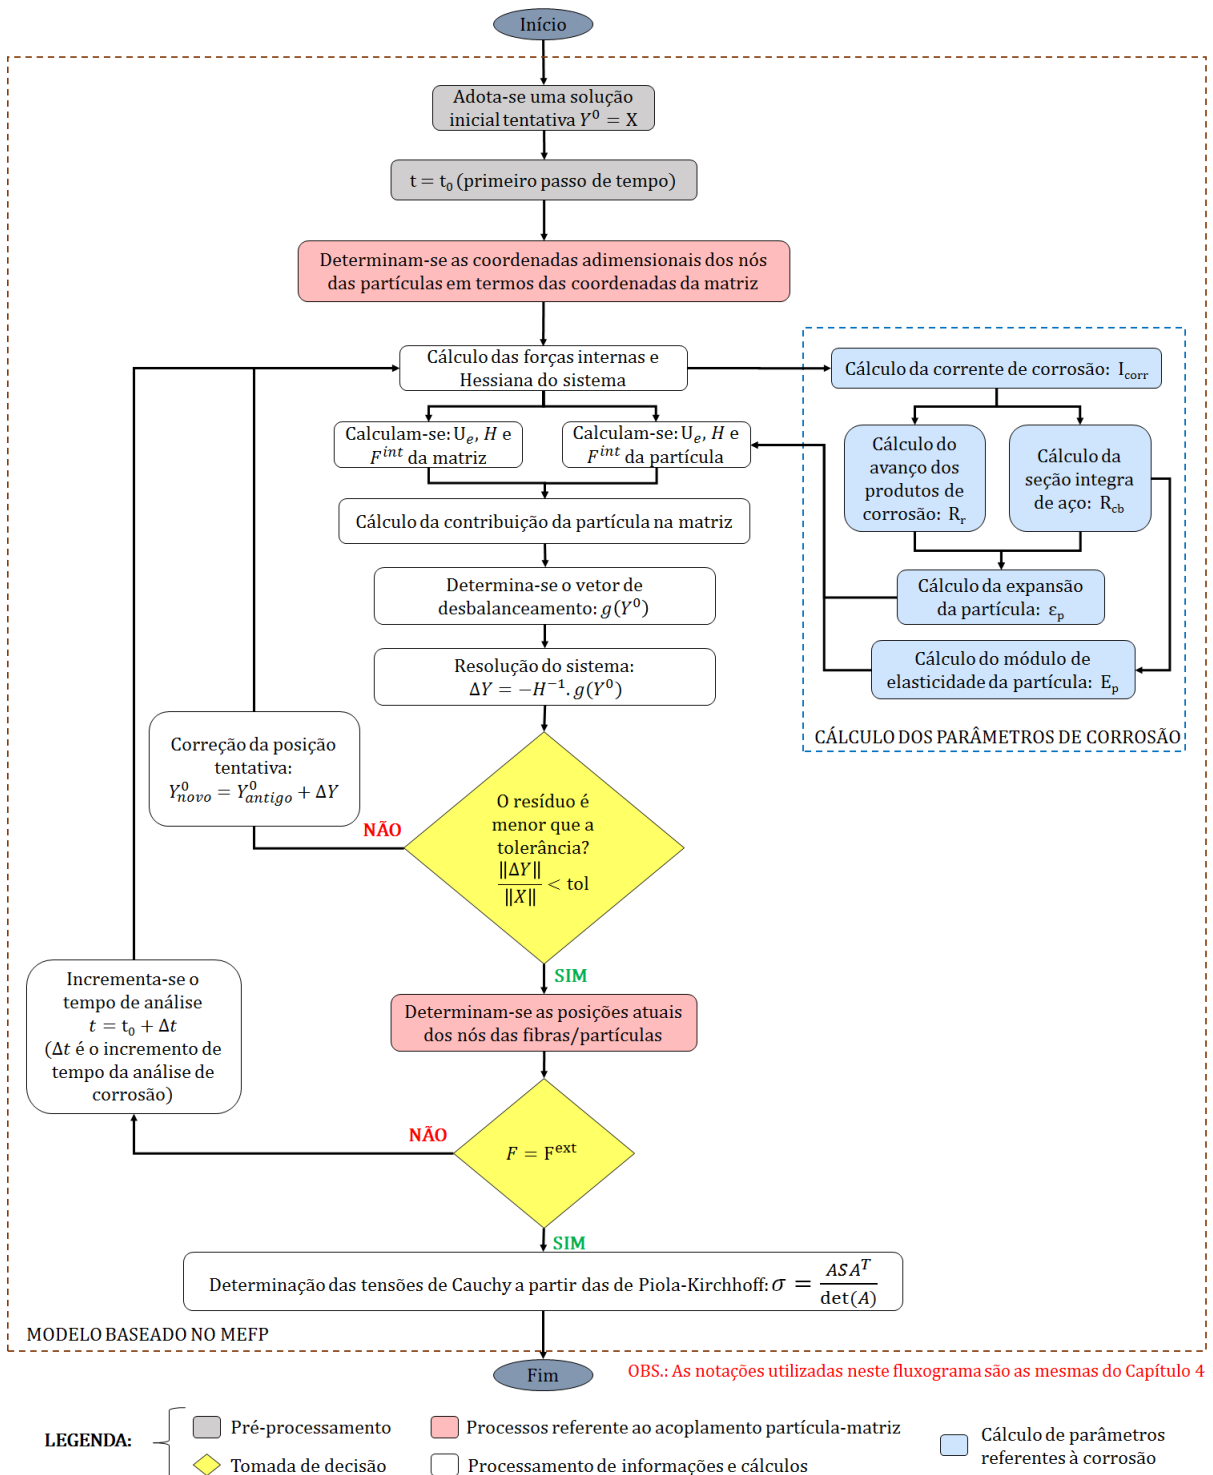 Início
Adota-se uma solução
inicial tentativa Y⁰ = X
t = t₀ (primeiro passo de tempo)
Determinam-se as coordenadas adimensionais dos nós
das partículas em termos das coordenadas da matriz
Cálculo das forças internas e
Hessiana do sistema
Calculam-se: U_e, H e
F^int da matriz
Calculam-se: U_e, H e
F^int da partícula
Cálculo da contribuição da partícula na matriz
Determina-se o vetor de
desbalanceamento: g(Y⁰)
Resolução do sistema:
ΔY = −H⁻¹. g(Y⁰)
Cálculo da corrente de corrosão: I_corr
Cálculo do
avanço dos
produtos de
corrosão: R_r
Cálculo da
seção integra
de aço: R_cb
Cálculo da expansão
da partícula: ε_p
Cálculo do módulo de
elasticidade da partícula: E_p
CÁLCULO DOS PARÂMETROS DE CORROSÃO
Correção da posição
tentativa:
Y⁰_novo = Y⁰_antigo + ΔY
NÃO
O resíduo é
menor que a
tolerância?
‖ΔY‖/‖X‖ < tol
SIM
Incrementa-se o
tempo de análise
t = t₀ + Δt
(Δt é o incremento de
tempo da análise de
corrosão)
Determinam-se as posições atuais
dos nós das fibras/partículas
NÃO
F = F^ext
SIM
Determinação das tensões de Cauchy a partir das de Piola-Kirchhoff: σ = ASA^T/det(A)
MODELO BASEADO NO MEFP
Fim
OBS.: As notações utilizadas neste fluxograma são as mesmas do Capítulo 4
LEGENDA:
Pré-processamento
Processos referente ao acoplamento partícula-matriz
Cálculo de parâmetros
referentes à corrosão
Tomada de decisão
Processamento de informações e cálculos